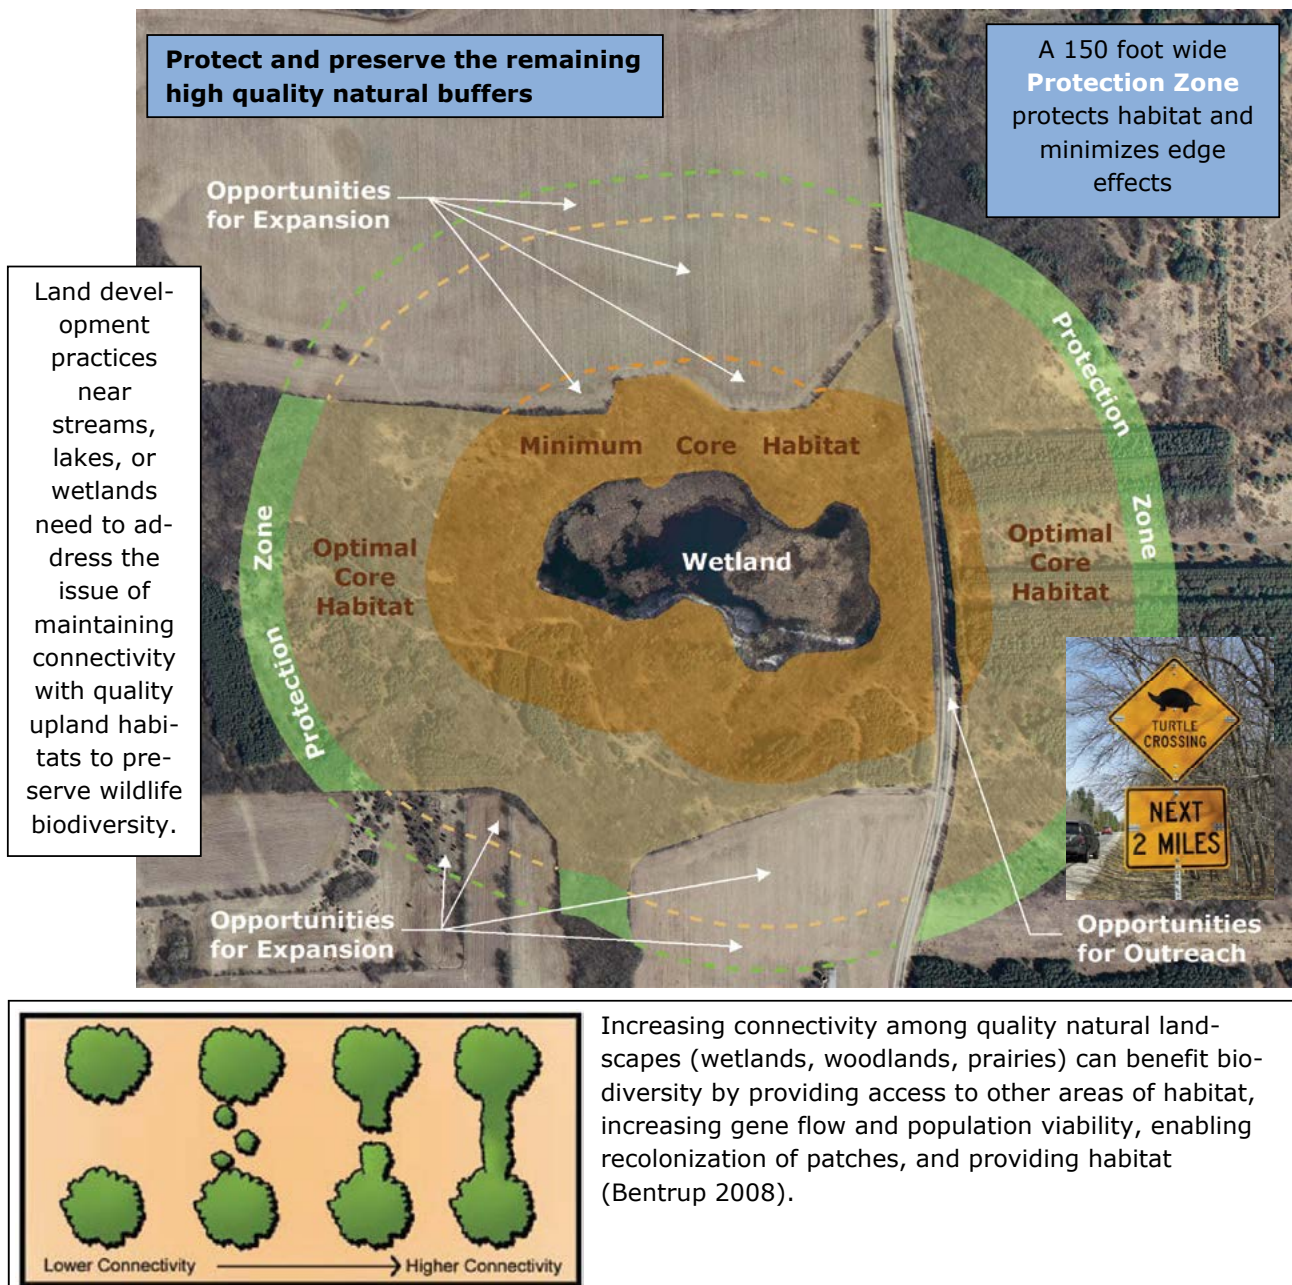 Protect and preserve the remaining
high quality natural buffers
A 150 foot wide
Protection Zone
protects habitat and
minimizes edge
effects
Opportunities
for Expansion
Land devel-
opment
practices
near
streams,
lakes, or
wetlands
need to ad-
dress the
issue of
maintaining
connectivity
with quality
upland habi-
tats to pre-
serve wildlife
biodiversity.
Protection
Zone
Minimum Core Habitat
Zone
Protection
Optimal
Core
Habitat
Wetland
Optimal
Core
Habitat
TURTLE
CROSSING
NEXT
2 MILES
Opportunities
for Expansion
Opportunities
for Outreach
Lower Connectivity
Higher Connectivity
Increasing connectivity among quality natural land-
scapes (wetlands, woodlands, prairies) can benefit bio-
diversity by providing access to other areas of habitat,
increasing gene flow and population viability, enabling
recolonization of patches, and providing habitat
(Bentrup 2008).